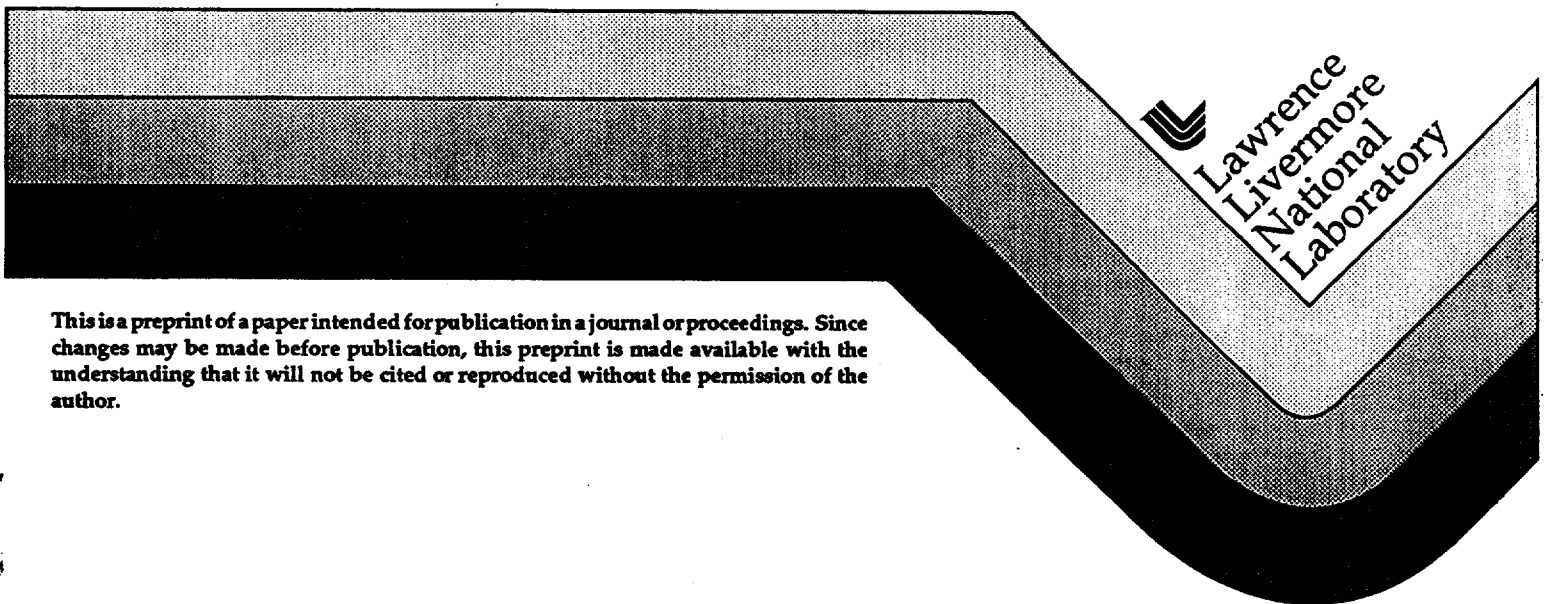 Lawrence
Livermore
National
Laboratory
This is a preprint of a paper intended for publication in a journal or proceedings. Since
changes may be made before publication, this preprint is made available with the
understanding that it will not be cited or reproduced without the permission of the
author.